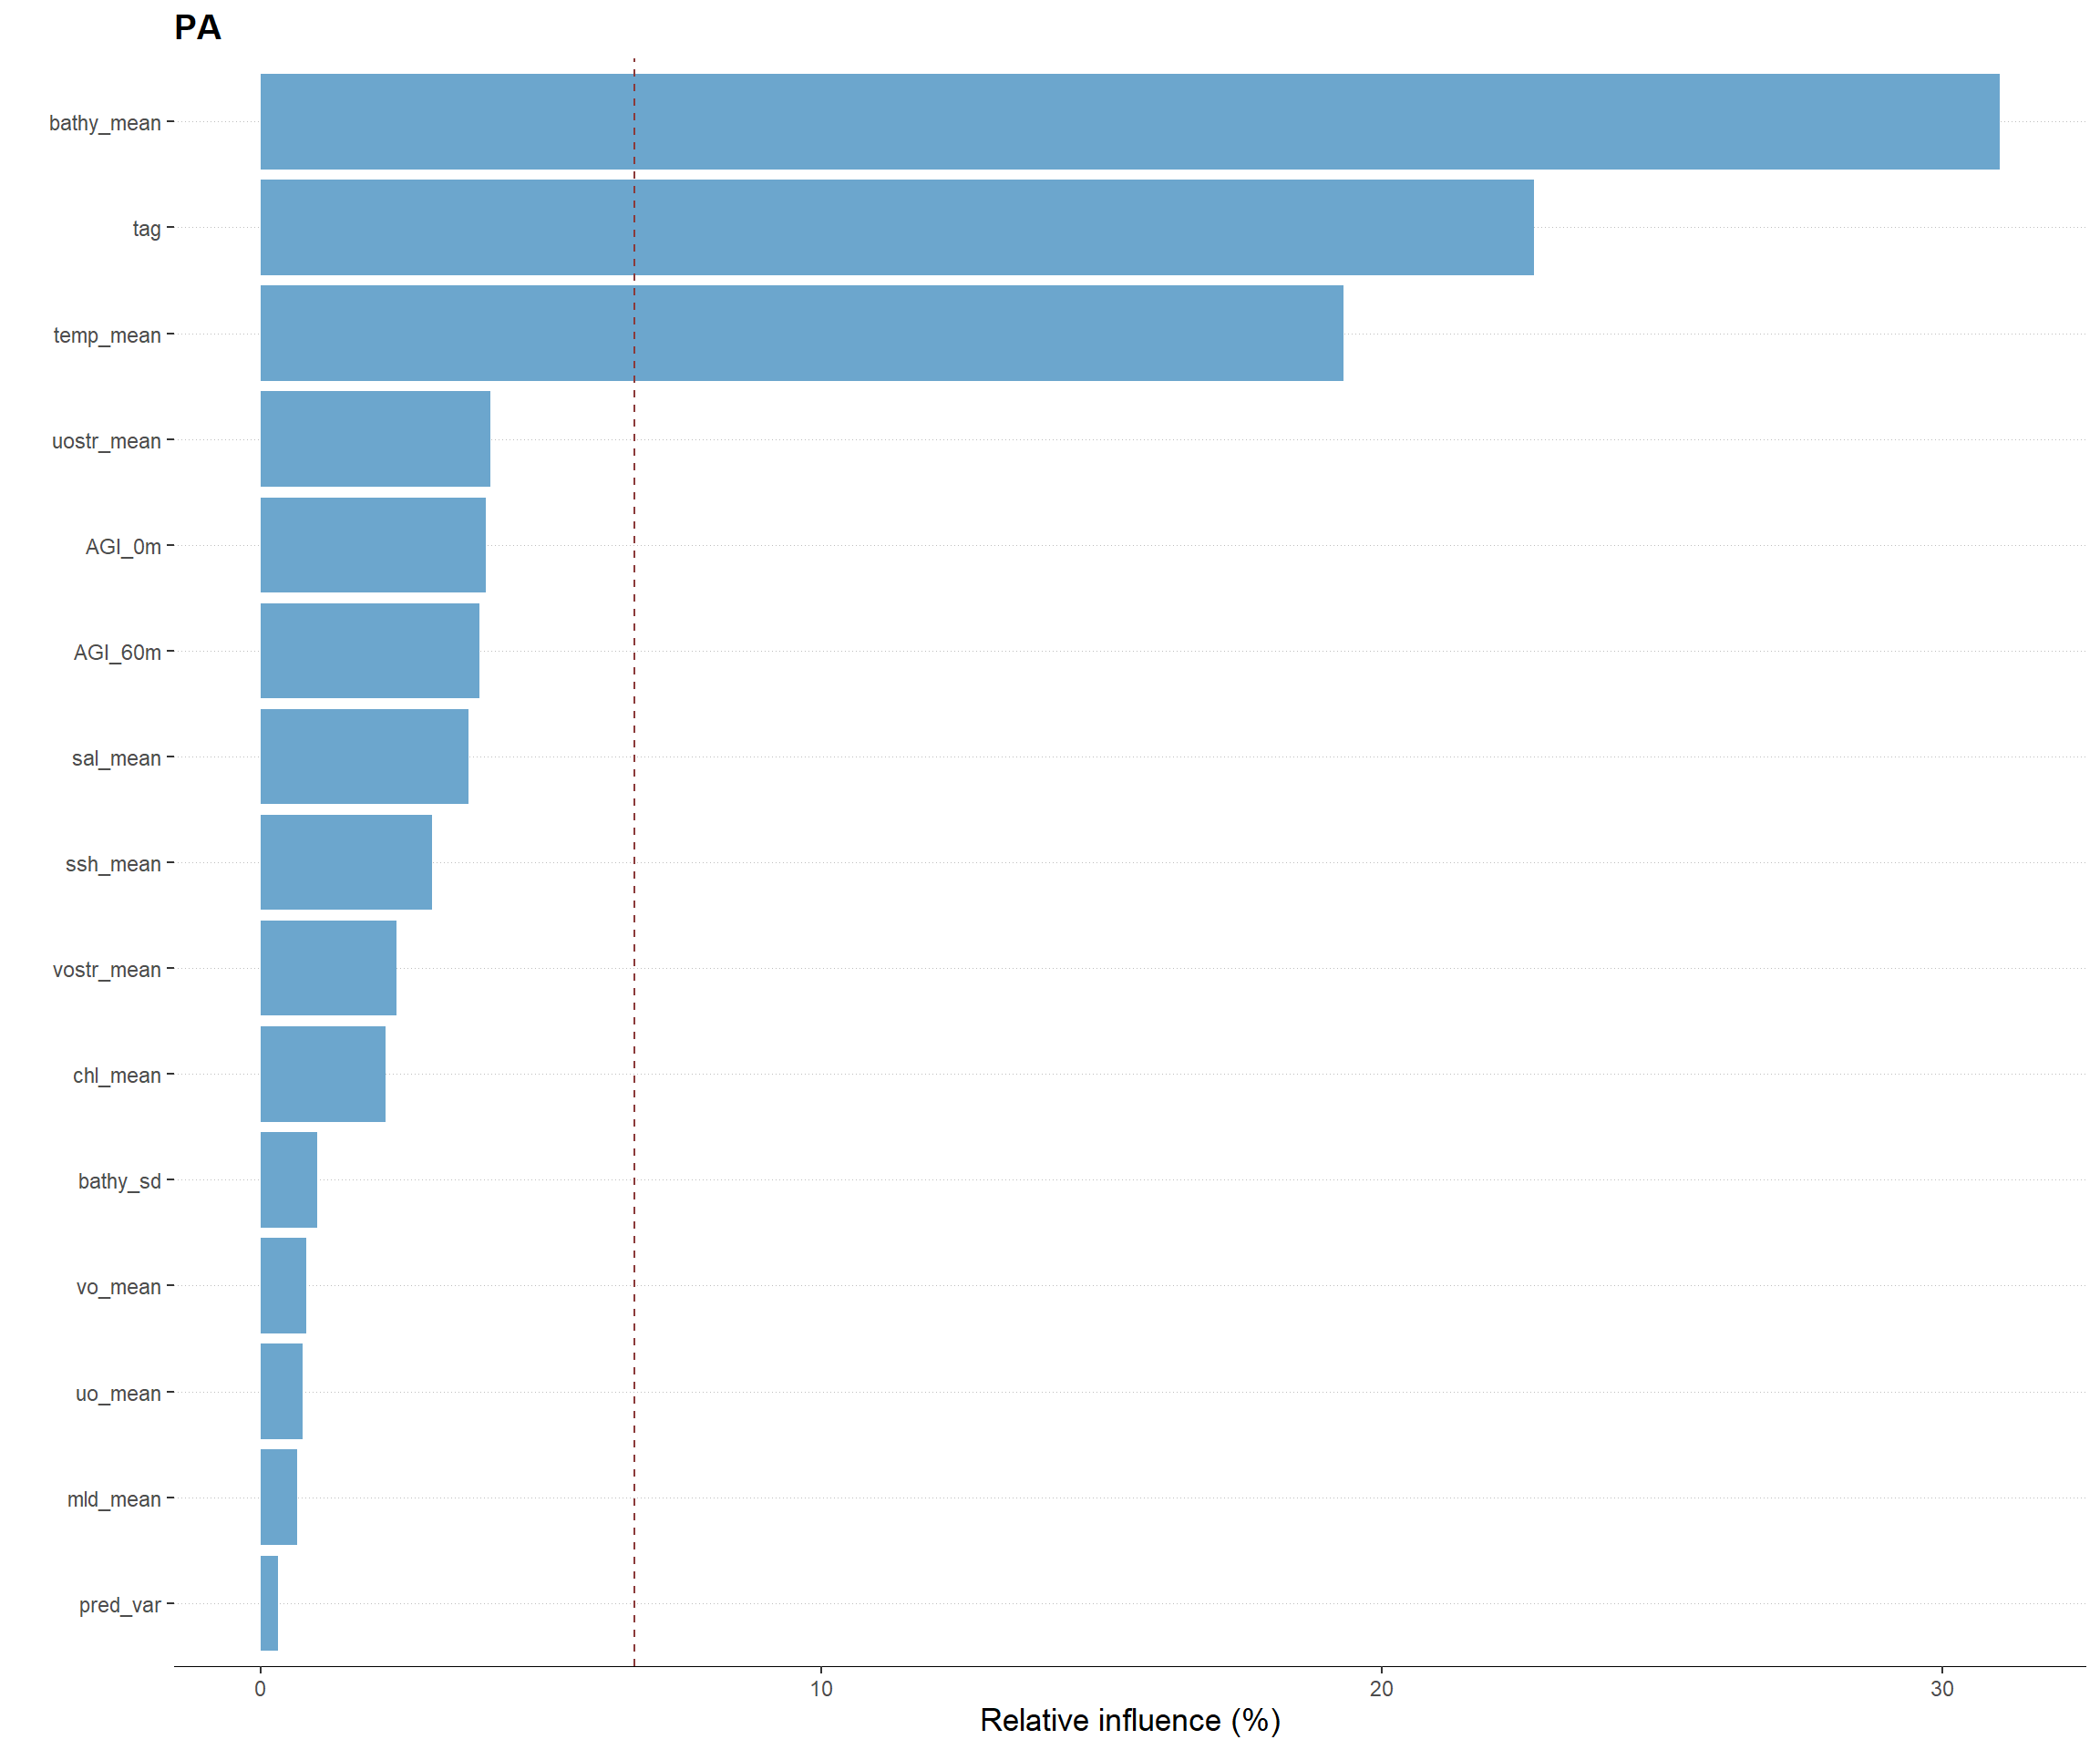 PA
bathy_mean
tag
temp_mean
uostr_mean
AGI_0m
AGI_60m
sal_mean
ssh_mean
vostr_mean
chl_mean
bathy_sd
vo_mean
uo_mean
mld_mean
pred_var
0 10 20 30
Relative influence (%)